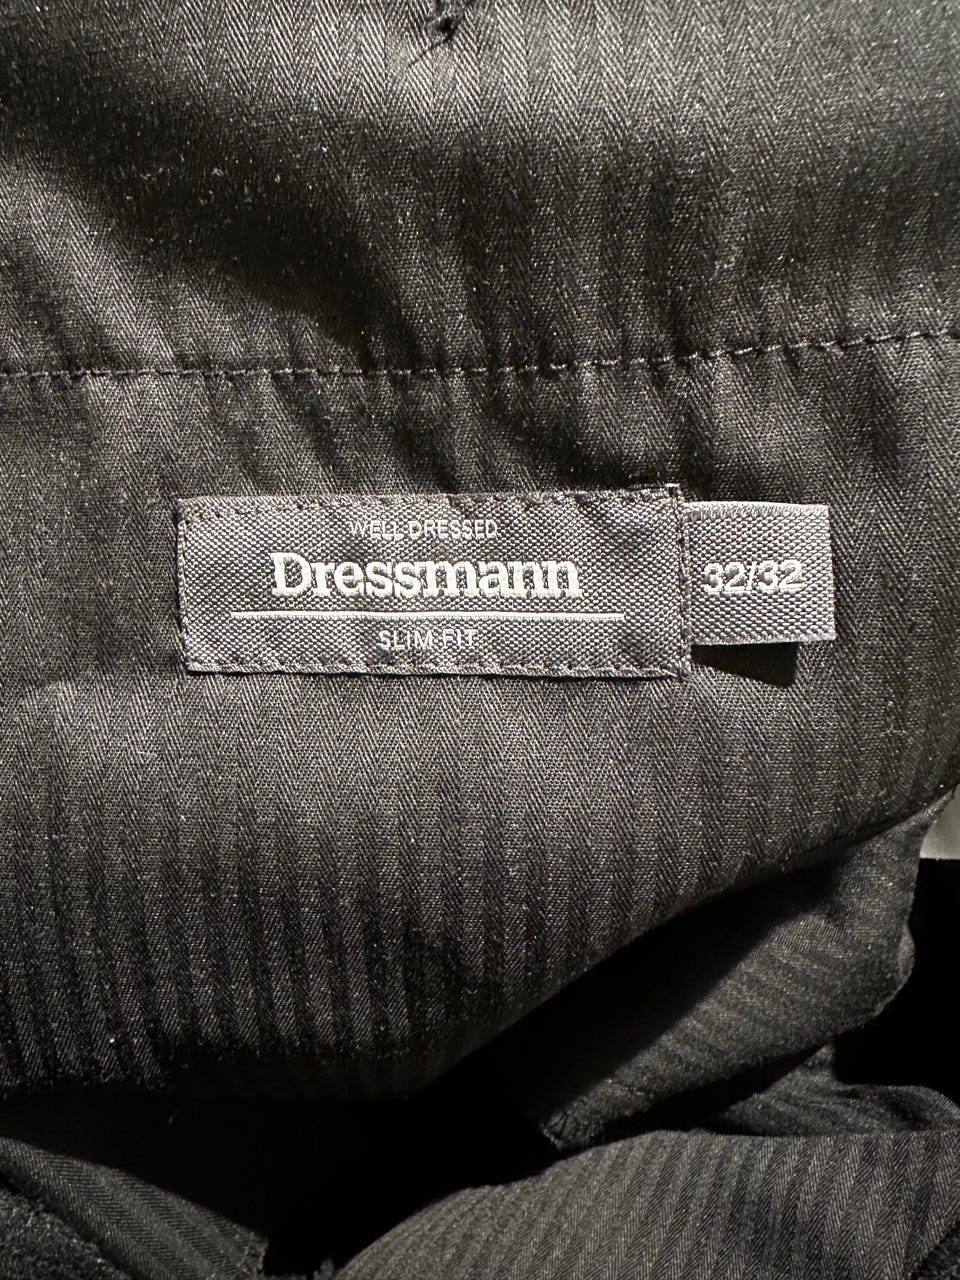 WELL DRESSED
Dressmann
SLIM FIT
32/32